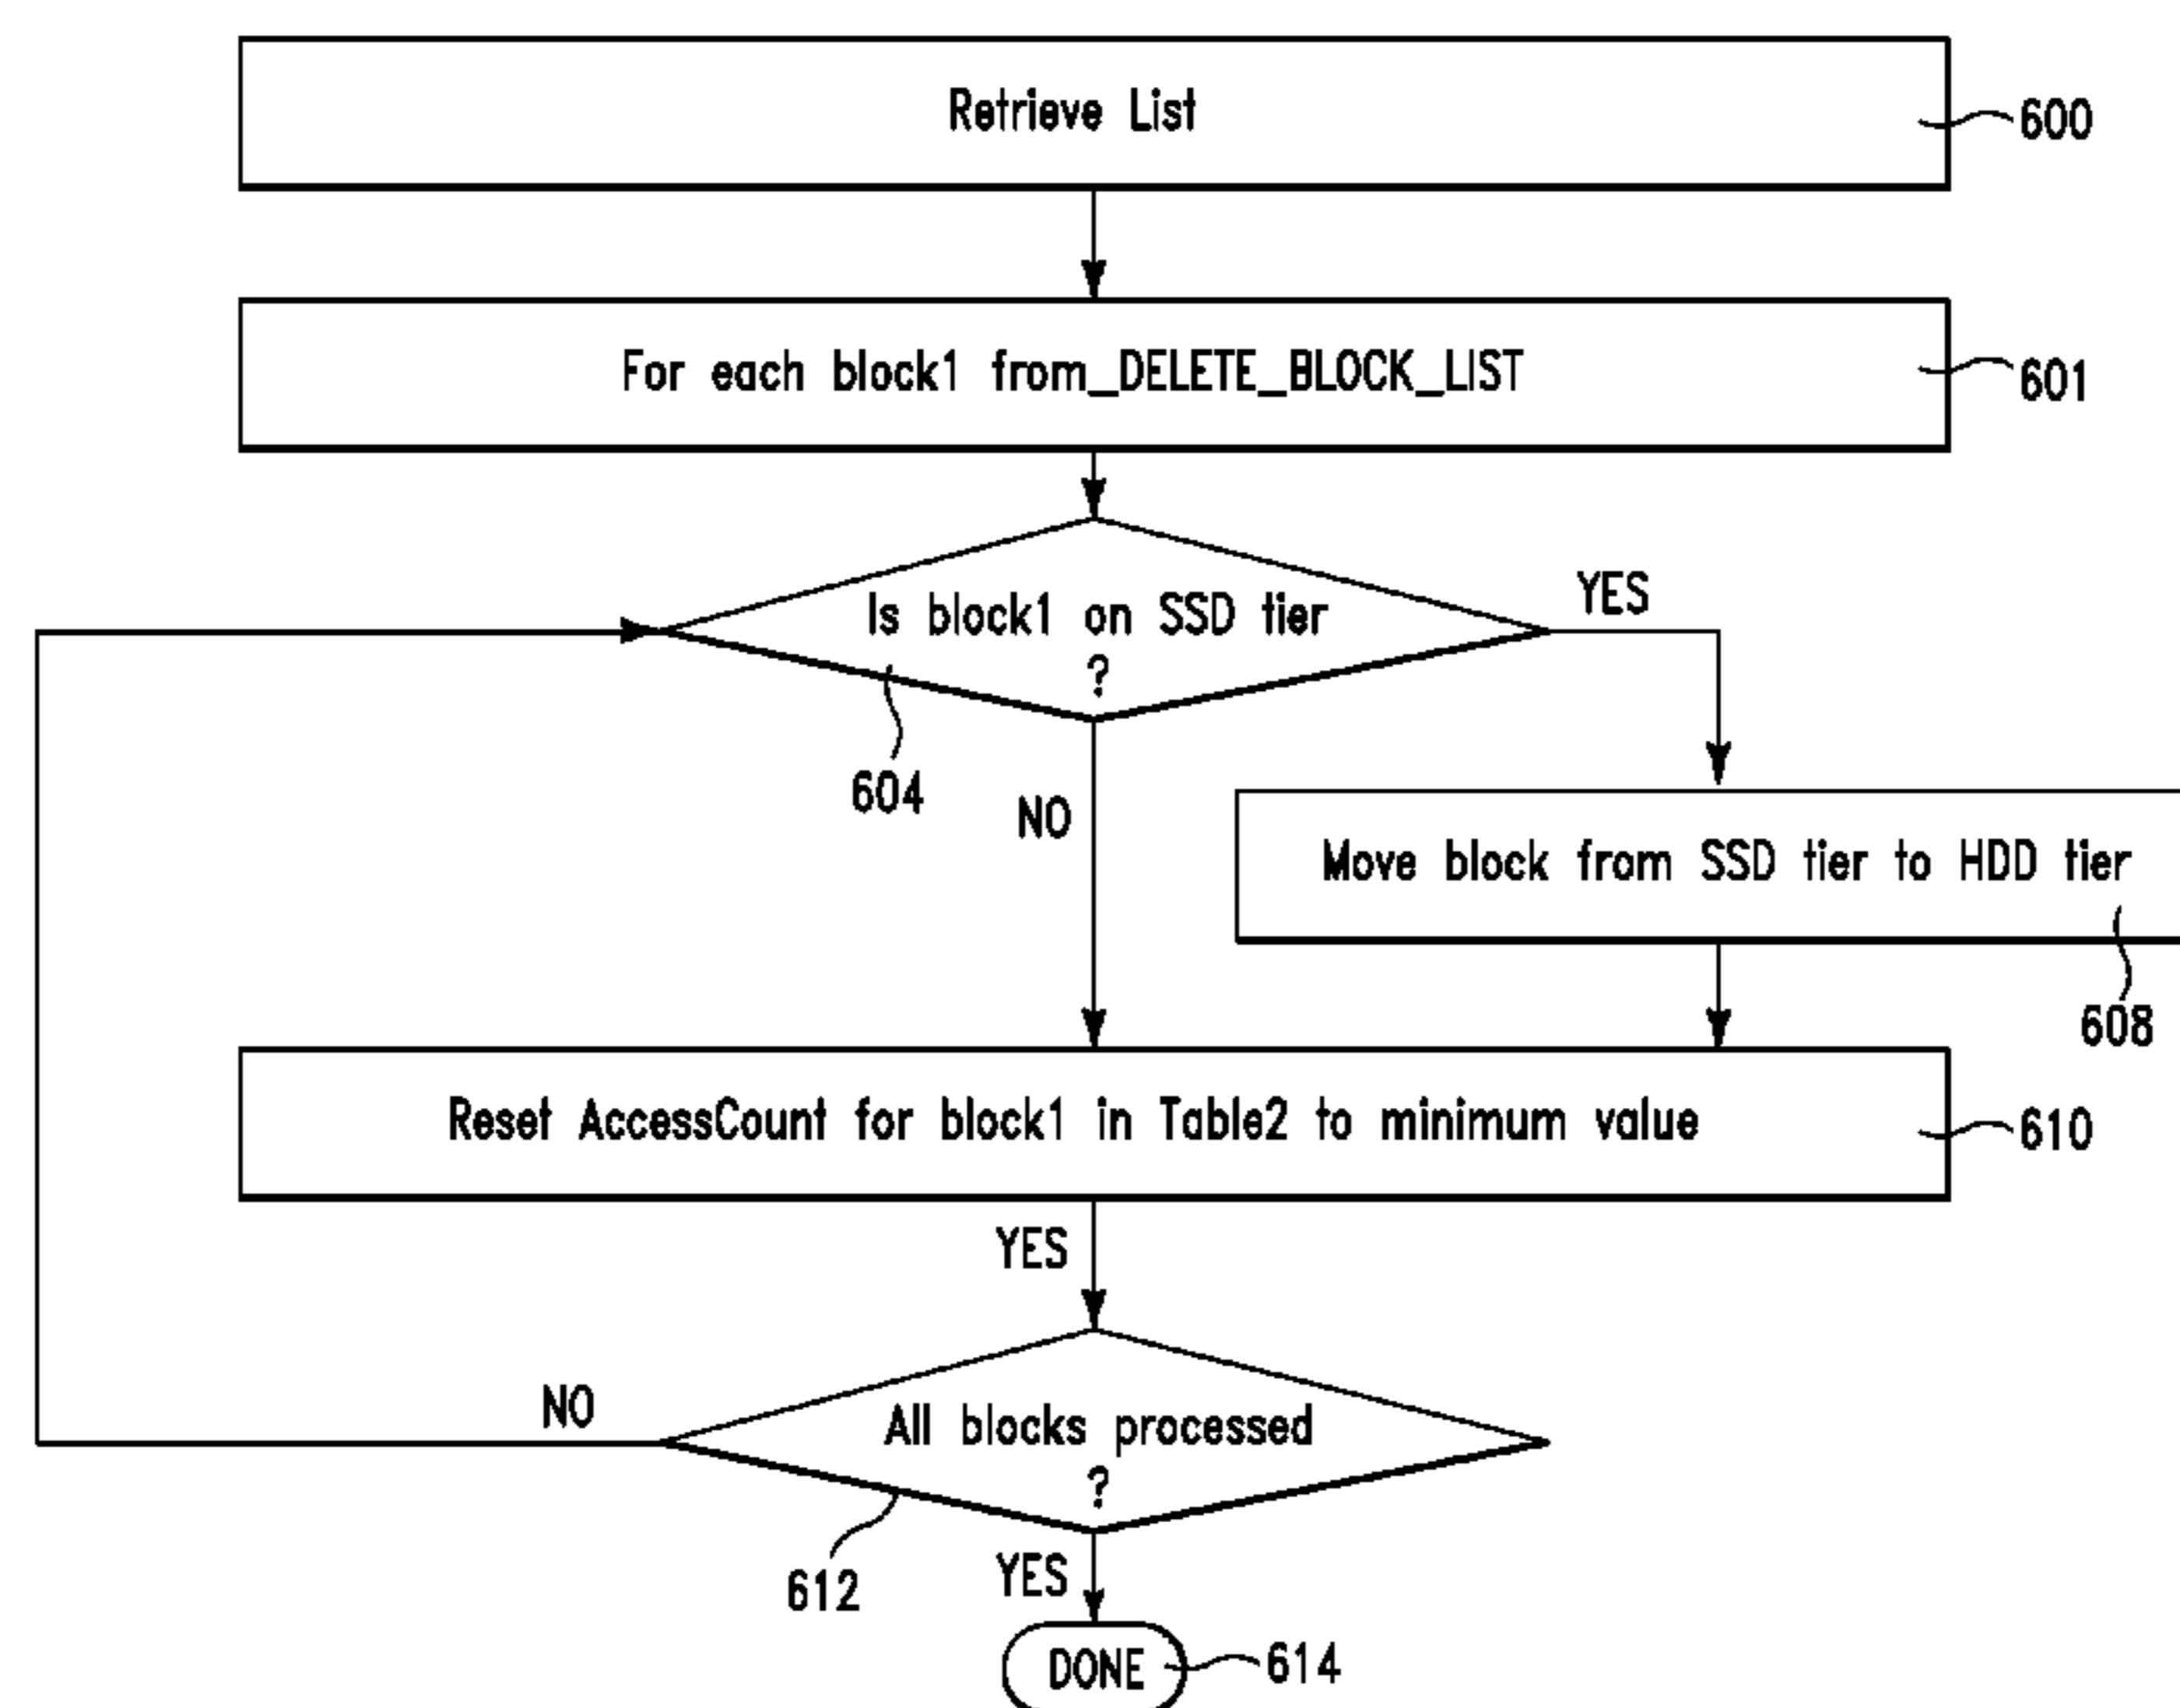 Retrieve List
600
For each block1 from_DELETE_BLOCK_LIST
601
Is block1 on SSD tier
?
YES
604
NO
Move block from SSD tier to HDD tier
608
Reset AccessCount for block1 in Table2 to minimum value
610
YES
NO
All blocks processed
?
612
YES
DONE
614